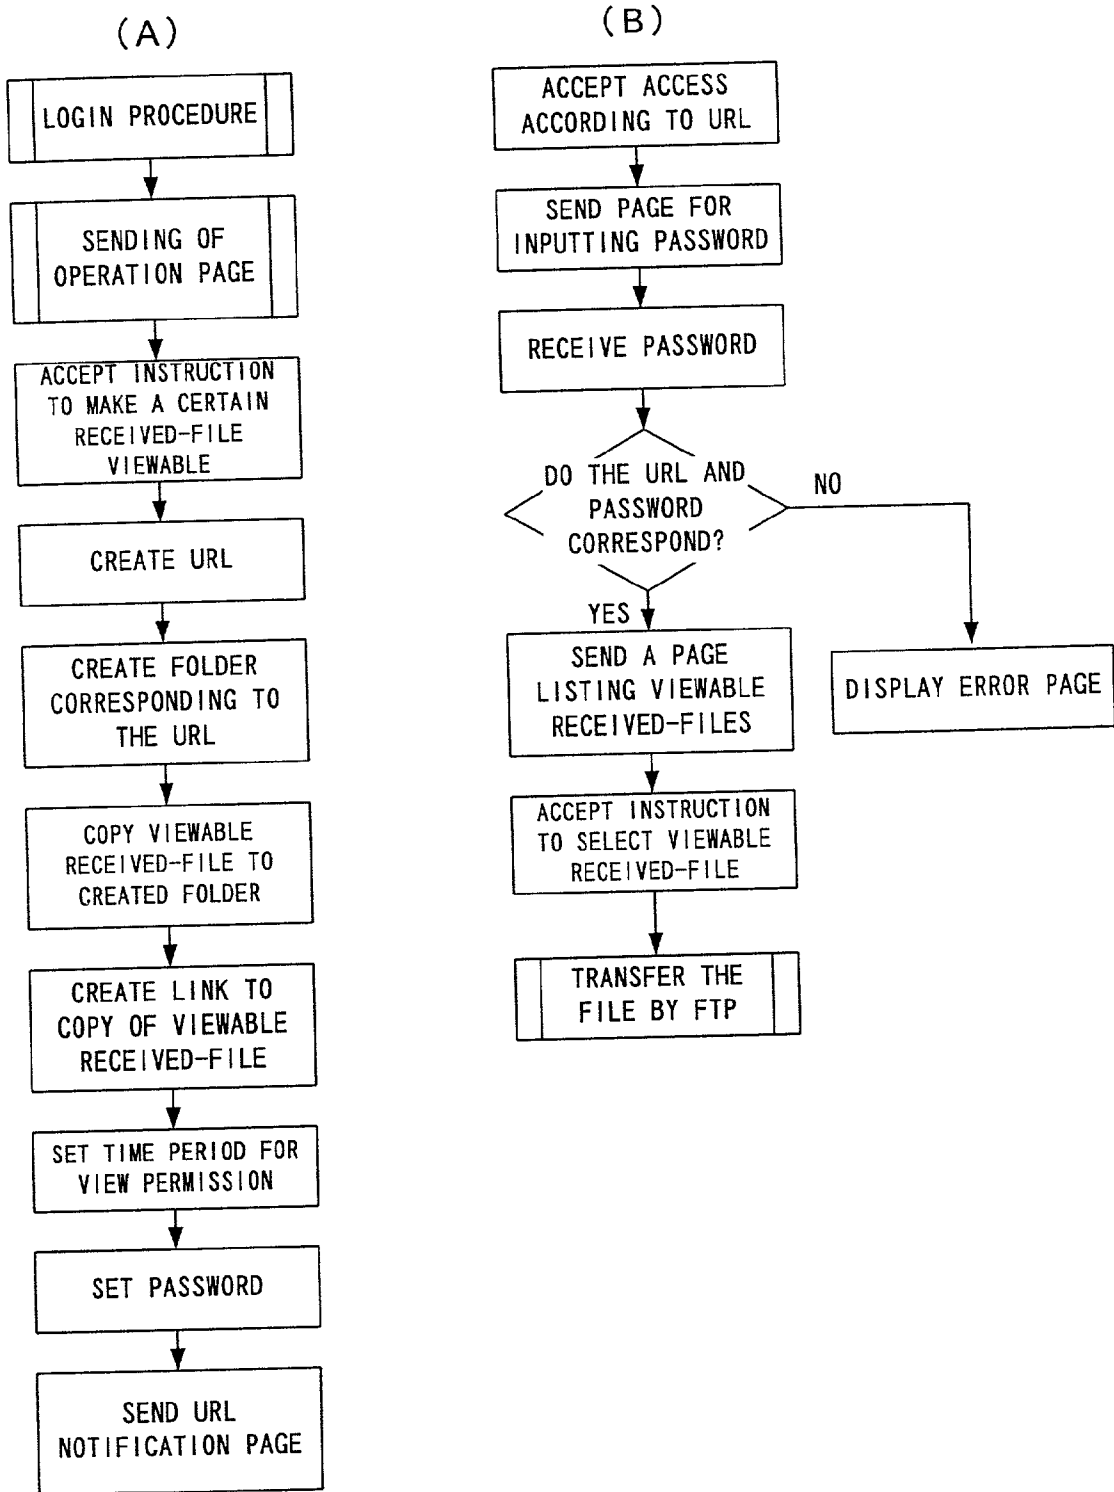 (A)
LOGIN PROCEDURE
SENDING OF
OPERATION PAGE
ACCEPT INSTRUCTION
TO MAKE A CERTAIN
RECEIVED-FILE
VIEWABLE
CREATE URL
CREATE FOLDER
CORRESPONDING TO
THE URL
COPY VIEWABLE
RECEIVED-FILE TO
CREATED FOLDER
CREATE LINK TO
COPY OF VIEWABLE
RECEIVED-FILE
SET TIME PERIOD FOR
VIEW PERMISSION
SET PASSWORD
SEND URL
NOTIFICATION PAGE
(B)
ACCEPT ACCESS
ACCORDING TO URL
SEND PAGE FOR
INPUTTING PASSWORD
RECEIVE PASSWORD
DO THE URL AND
PASSWORD
CORRESPOND?
NO
YES
SEND A PAGE
LISTING VIEWABLE
RECEIVED-FILES
DISPLAY ERROR PAGE
ACCEPT INSTRUCTION
TO SELECT VIEWABLE
RECEIVED-FILE
TRANSFER THE
FILE BY FTP